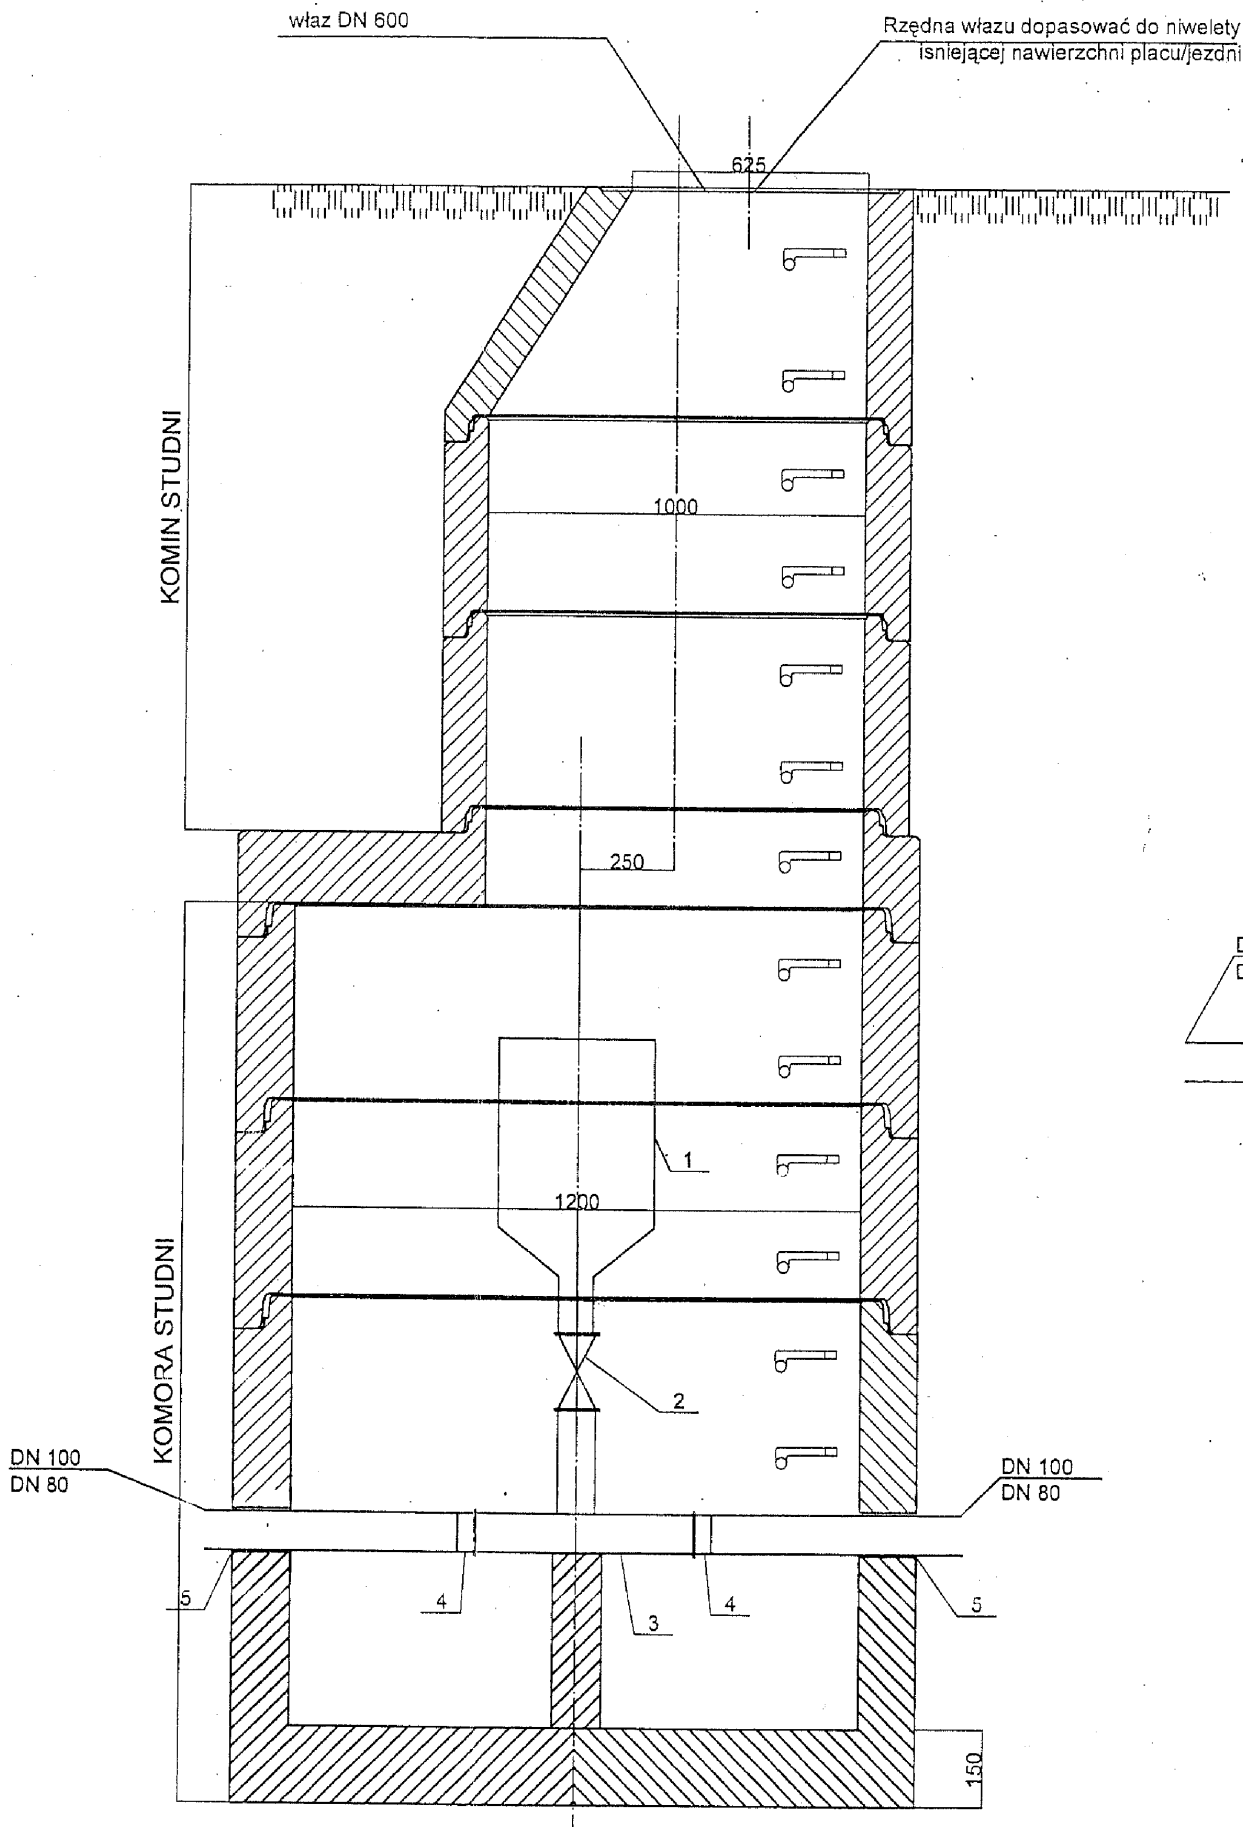 właz DN 600
Rzędna włazu dopasować do niwelety
isniejącej nawierzchni placu/jezdni
625
KOMIN STUDNI
1000
250
1
1200
KOMORA STUDNI
2
DN 100
DN 80
DN 100
DN 80
5
4
3
4
5
150